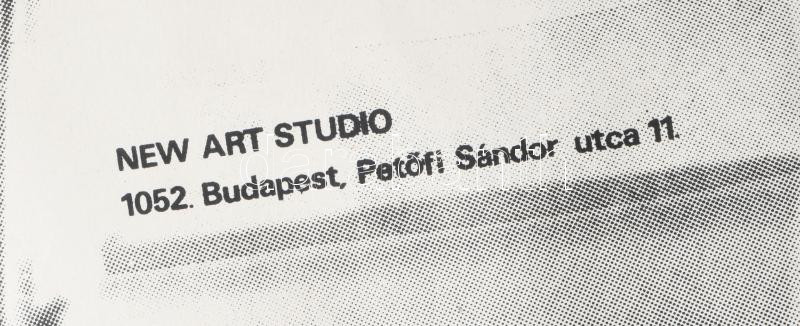 NEW ART STUDIO
1052. Budapest, Petőfi Sándor utca 11.